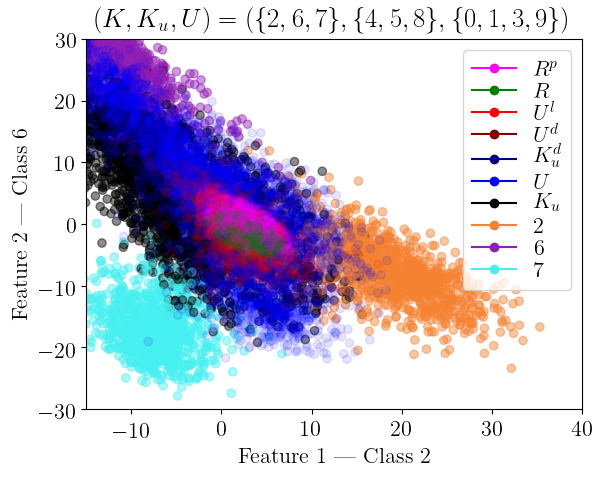 (K, K_u, U) = ({2, 6, 7}, {4, 5, 8}, {0, 1, 3, 9})
30
20
10
0
−10
−20
−30
Feature 2 — Class 6
R^p
R
U^l
U^d
K_u^d
U
K_u
2
6
7
−10
0
10
20
30
40
Feature 1 — Class 2